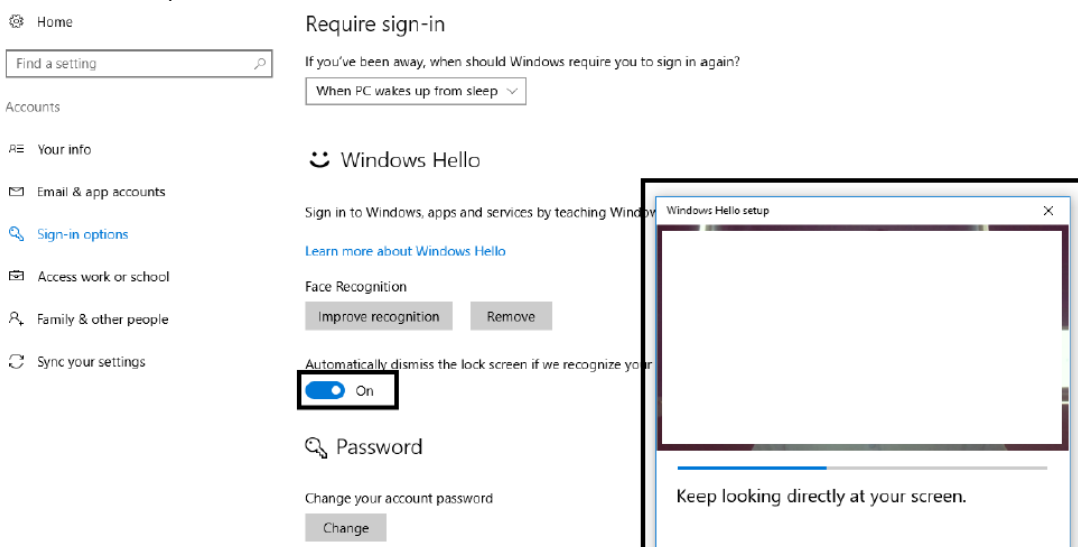 Home
Find a setting
Accounts
Your info
Email & app accounts
Sign-in options
Access work or school
Family & other people
Sync your settings
Require sign-in
If you've been away, when should Windows require you to sign in again?
When PC wakes up from sleep
Windows Hello
Sign in to Windows, apps and services by teaching
Learn more about Windows Hello
Face Recognition
Improve recognition
Remove
Automatically dismiss the lock screen if we recognize
On
Password
Change your account password
Change
Windows Hello setup
Keep looking directly at your screen.